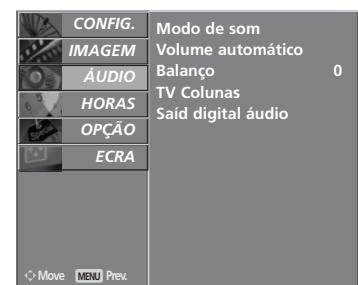 CONFIG.
IMAGEM
ÁUDIO
HORAS
OPÇÃO
ECRA
Modo de som
Volume automático
Balanço 0
TV Colunas
Saíd digital áudio
Move MENU Prev.